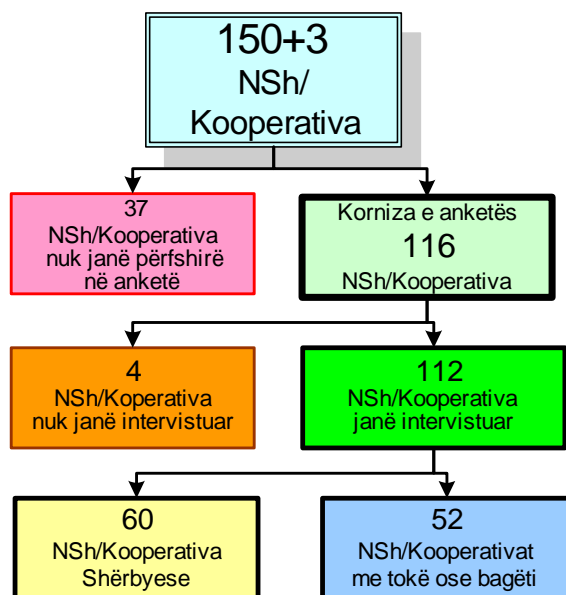 150+3
NSh/
Kooperativa
37
NSh/Kooperativa
nuk janë përfshirë
në anketë
Korniza e anketës
116
NSh/Kooperativa
4
NSh/Koperativa
nuk janë intervistuar
112
NSh/Kooperativa
janë intervistuar
60
NSh/Kooperativa
Shërbyese
52
NSh/Kooperativat
me tokë ose bagëti